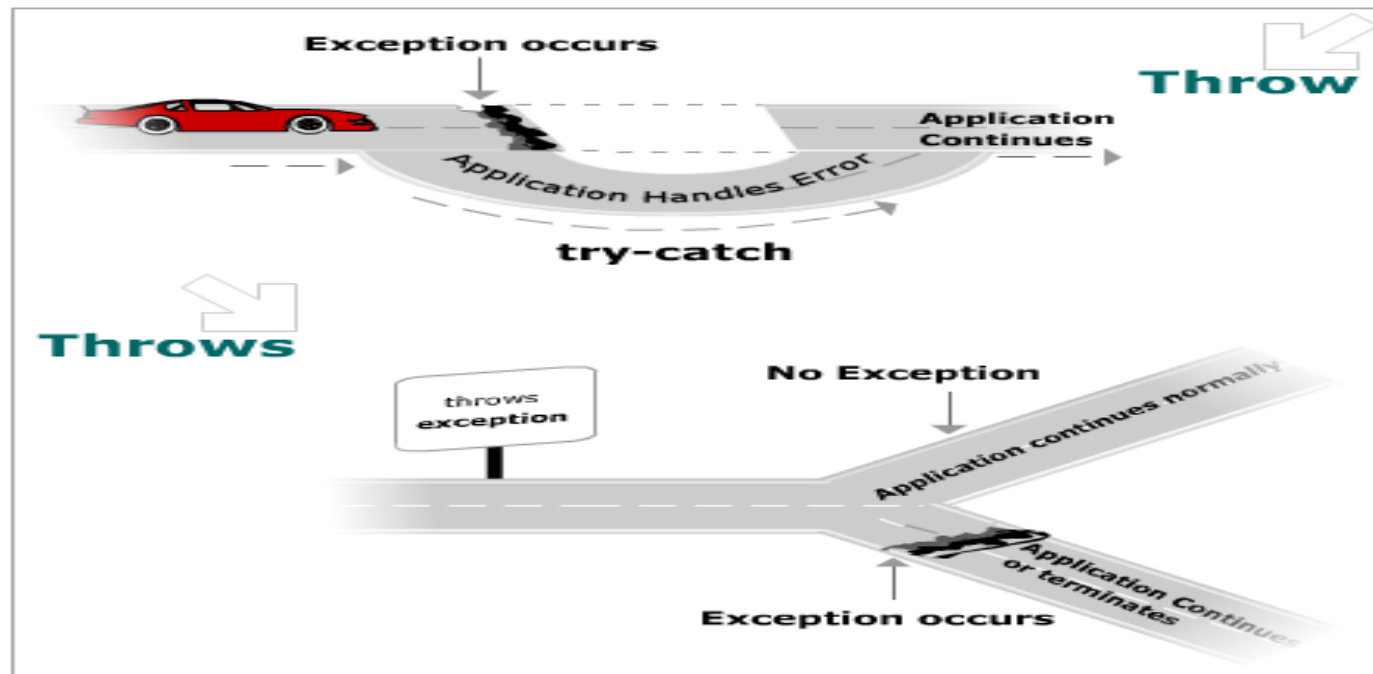 Exception occurs
Throw
Application
Continues
Application Handles Error
try-catch
Throws
throws
exception
No Exception
Application continues normally
Application Continues
or terminates
Exception occurs